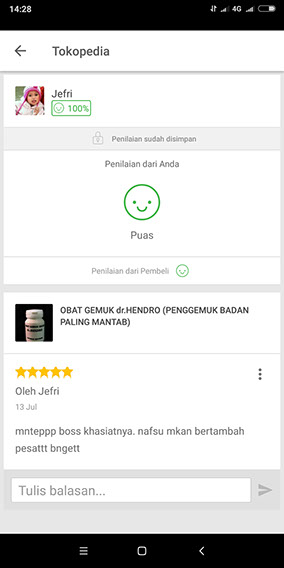 14:28
4G
Tokopedia
Jefri
100%
Penilaian sudah disimpan
Penilaian dari Anda
Puas
Penilaian dari Pembeli
OBAT GEMUK dr.HENDRO (PENGGEMUK BADAN
PALING MANTAB)
Oleh Jefri
13 Jul
mnteppp boss khasiatnya. nafsu mkan bertambah
pesattt bngett
Tulis balasan...